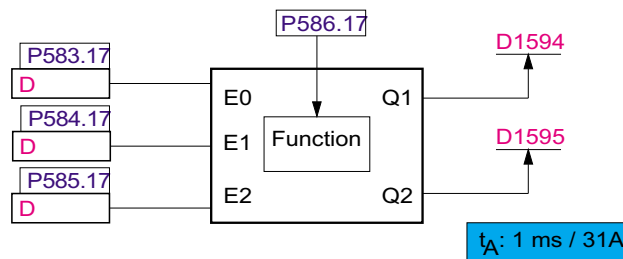 P586.17
P583.17
D
E0
Q1
D1594
P584.17
D
E1
Function
D1595
P585.17
D
E2
Q2
tA: 1 ms / 31A